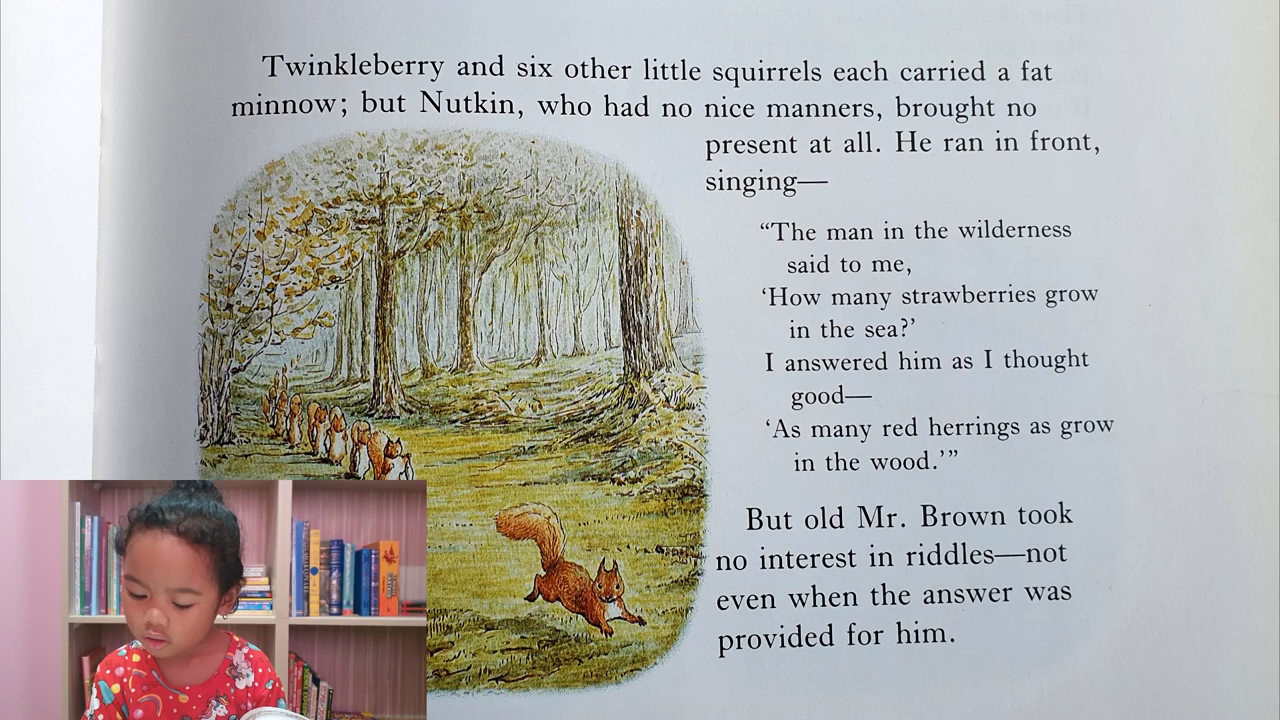 Twinkleberry and six other little squirrels each carried a fat
minnow; but Nutkin, who had no nice manners, brought no
present at all. He ran in front,
singing—
“The man in the wilderness
said to me,
‘How many strawberries grow
in the sea?’
I answered him as I thought
good—
‘As many red herrings as grow
in the wood.’”
But old Mr. Brown took
no interest in riddles—not
even when the answer was
provided for him.